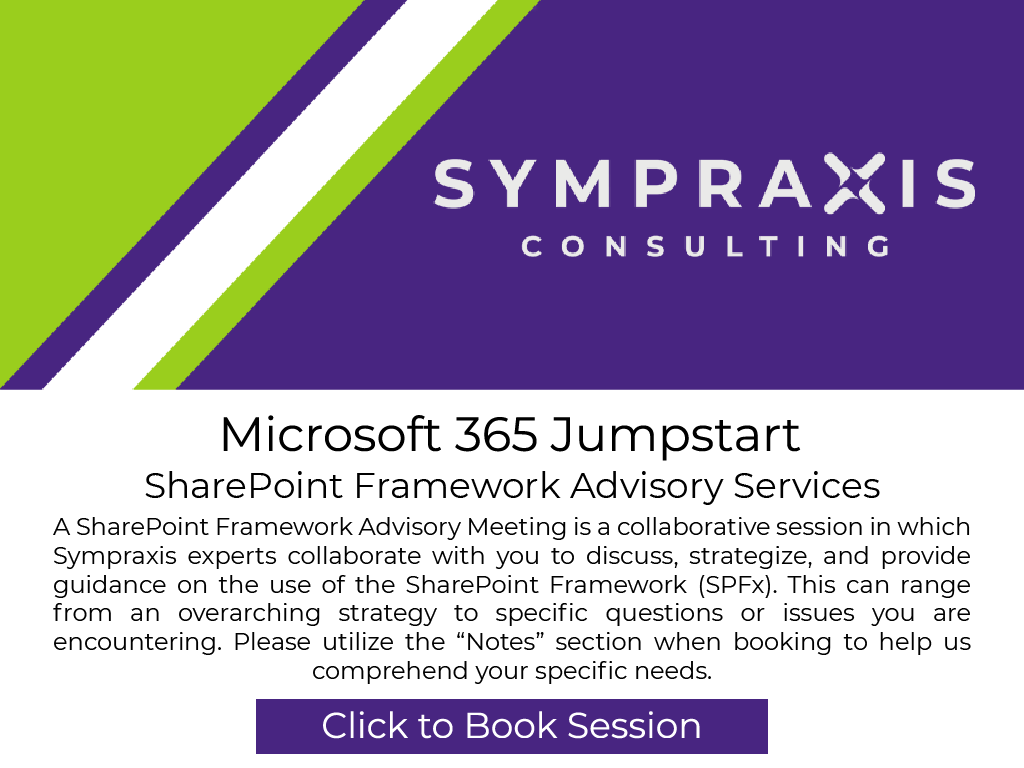 SYMPRAXIS
CONSULTING
Microsoft 365 Jumpstart
SharePoint Framework Advisory Services
A SharePoint Framework Advisory Meeting is a collaborative session in which
Sympraxis experts collaborate with you to discuss, strategize, and provide
guidance on the use of the SharePoint Framework (SPFx). This can range
from an overarching strategy to specific questions or issues you are
encountering. Please utilize the “Notes” section when booking to help us
comprehend your specific needs.
Click to Book Session